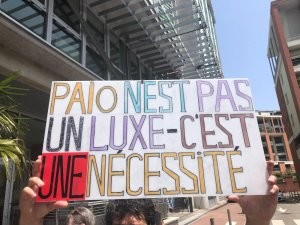 PAIO N'EST PAS
UN LUXE - C'EST
UNE NÉCESSITÉ